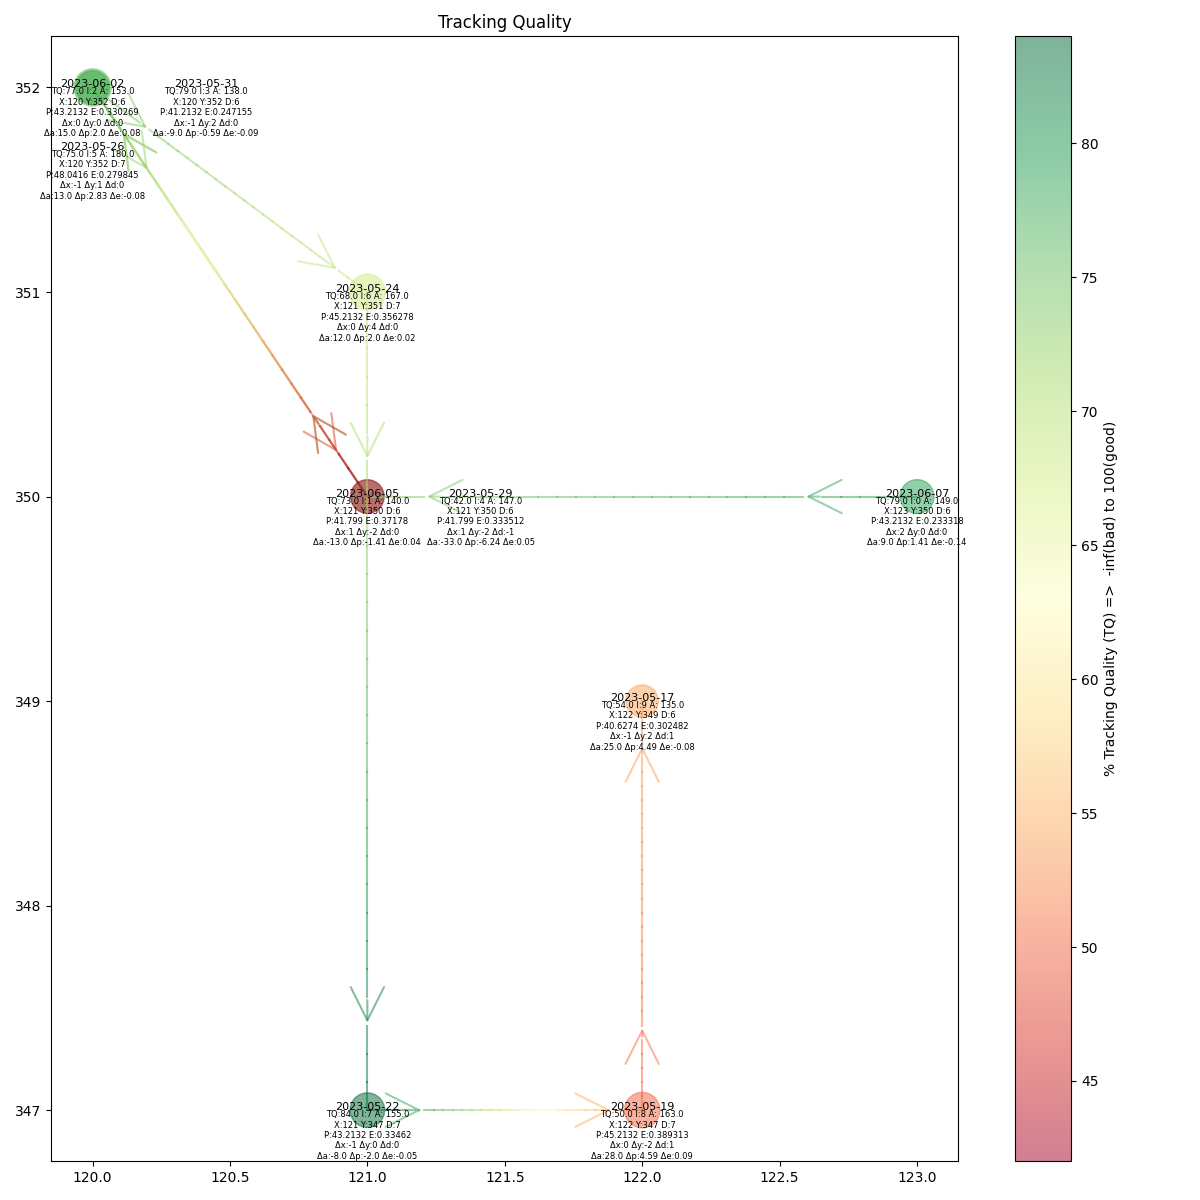 Tracking Quality
352
351
350
349
348
347
2023-06-02
TQ:77.0 I:2 A: 153.0
X:120 Y:352 D:6
P:43.2132 E:0.330269
Δx:0 Δy:0 Δd:0
Δa:15.0 Δp:2.0 Δe:0.08
2023-05-31
TQ:79.0 I:3 A: 138.0
X:120 Y:352 D:6
P:41.2132 E:0.247155
Δx:-1 Δy:2 Δd:0
Δa:-9.0 Δp:-0.59 Δe:-0.09
2023-05-26
TQ:75.0 I:5 A: 180.0
X:120 Y:352 D:7
P:48.0416 E:0.279845
Δx:-1 Δy:1 Δd:0
Δa:13.0 Δp:2.83 Δe:-0.08
2023-05-24
TQ:68.0 I:6 A: 167.0
X:121 Y:351 D:7
P:45.2132 E:0.356278
Δx:0 Δy:4 Δd:0
Δa:12.0 Δp:2.0 Δe:0.02
2023-06-05
TQ:73.0 I:1 A: 140.0
X:121 Y:350 D:6
P:41.799 E:0.37178
Δx:1 Δy:-2 Δd:0
Δa:-13.0 Δp:-1.41 Δe:0.04
2023-05-29
TQ:42.0 I:4 A: 147.0
X:121 Y:350 D:6
P:41.799 E:0.333512
Δx:1 Δy:-2 Δd:-1
Δa:-33.0 Δp:-6.24 Δe:0.05
2023-06-07
TQ:79.0 I:0 A: 149.0
X:123 Y:350 D:6
P:43.2132 E:0.233318
Δx:2 Δy:0 Δd:0
Δa:9.0 Δp:1.41 Δe:-0.14
2023-05-17
TQ:54.0 I:9 A: 135.0
X:122 Y:349 D:6
P:40.6274 E:0.302482
Δx:-1 Δy:2 Δd:1
Δa:25.0 Δp:4.49 Δe:-0.08
2023-05-22
TQ:84.0 I:7 A: 155.0
X:121 Y:347 D:7
P:43.2132 E:0.33462
Δx:-1 Δy:0 Δd:0
Δa:-8.0 Δp:-2.0 Δe:-0.05
2023-05-19
TQ:50.0 I:8 A: 163.0
X:122 Y:347 D:7
P:45.2132 E:0.389313
Δx:0 Δy:-2 Δd:1
Δa:28.0 Δp:4.59 Δe:0.09
120.0
120.5
121.0
121.5
122.0
122.5
123.0
80
75
70
65
60
55
50
45
% Tracking Quality (TQ) => -inf(bad) to 100(good)